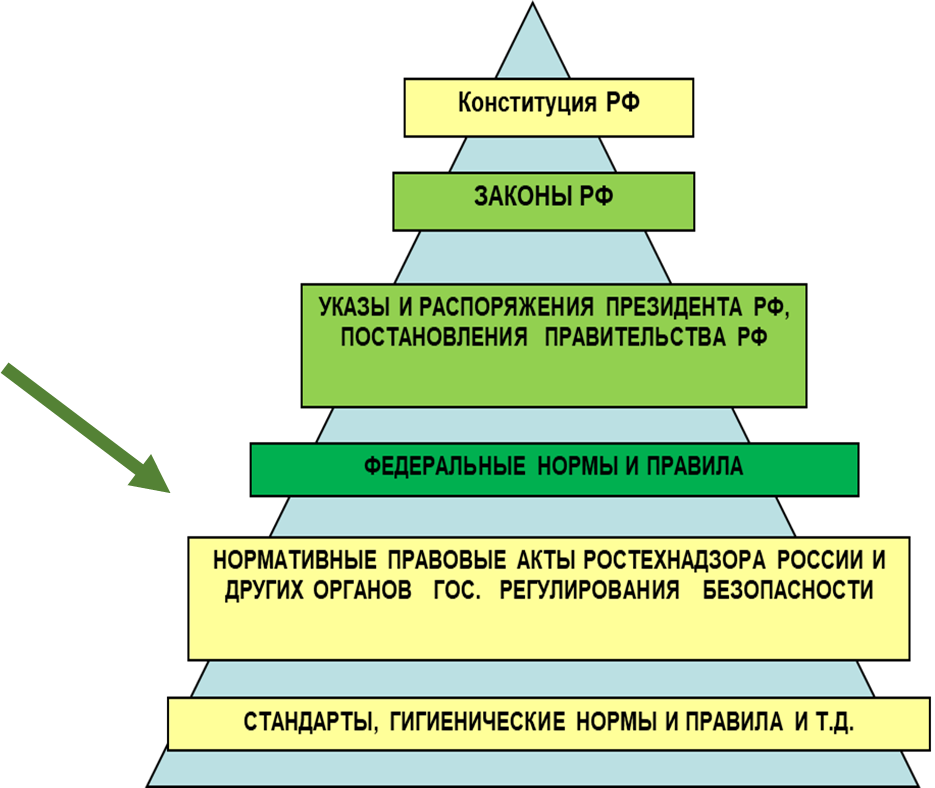 Конституция РФ
ЗАКОНЫ РФ
УКАЗЫ И РАСПОРЯЖЕНИЯ ПРЕЗИДЕНТА РФ,
ПОСТАНОВЛЕНИЯ ПРАВИТЕЛЬСТВА РФ
ФЕДЕРАЛЬНЫЕ НОРМЫ И ПРАВИЛА
НОРМАТИВНЫЕ ПРАВОВЫЕ АКТЫ РОСТЕХНАДЗОРА РОССИИ И
ДРУГИХ ОРГАНОВ ГОС. РЕГУЛИРОВАНИЯ БЕЗОПАСНОСТИ
СТАНДАРТЫ, ГИГИЕНИЧЕСКИЕ НОРМЫ И ПРАВИЛА И Т.Д.